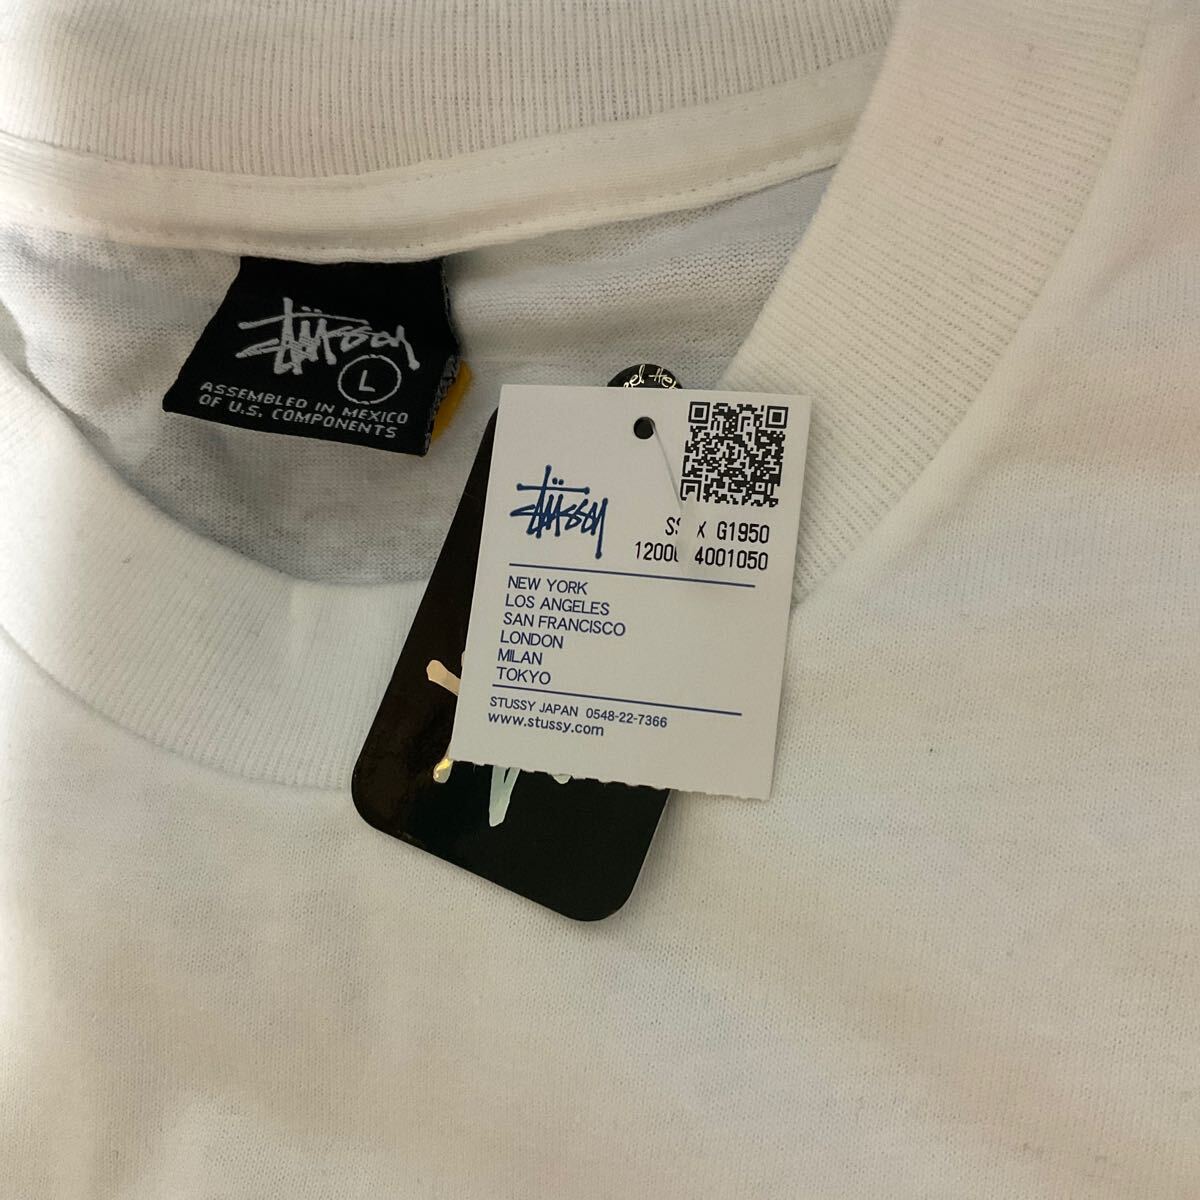 Stüssy
L
ASSEMBLED IN MEXICO
OF U.S. COMPONENTS
Stüssy
G1950
4001050
NEW YORK
LOS ANGELES
SAN FRANCISCO
LONDON
MILAN
TOKYO
STUSSY JAPAN 0548-22-7366
www.stussy.com